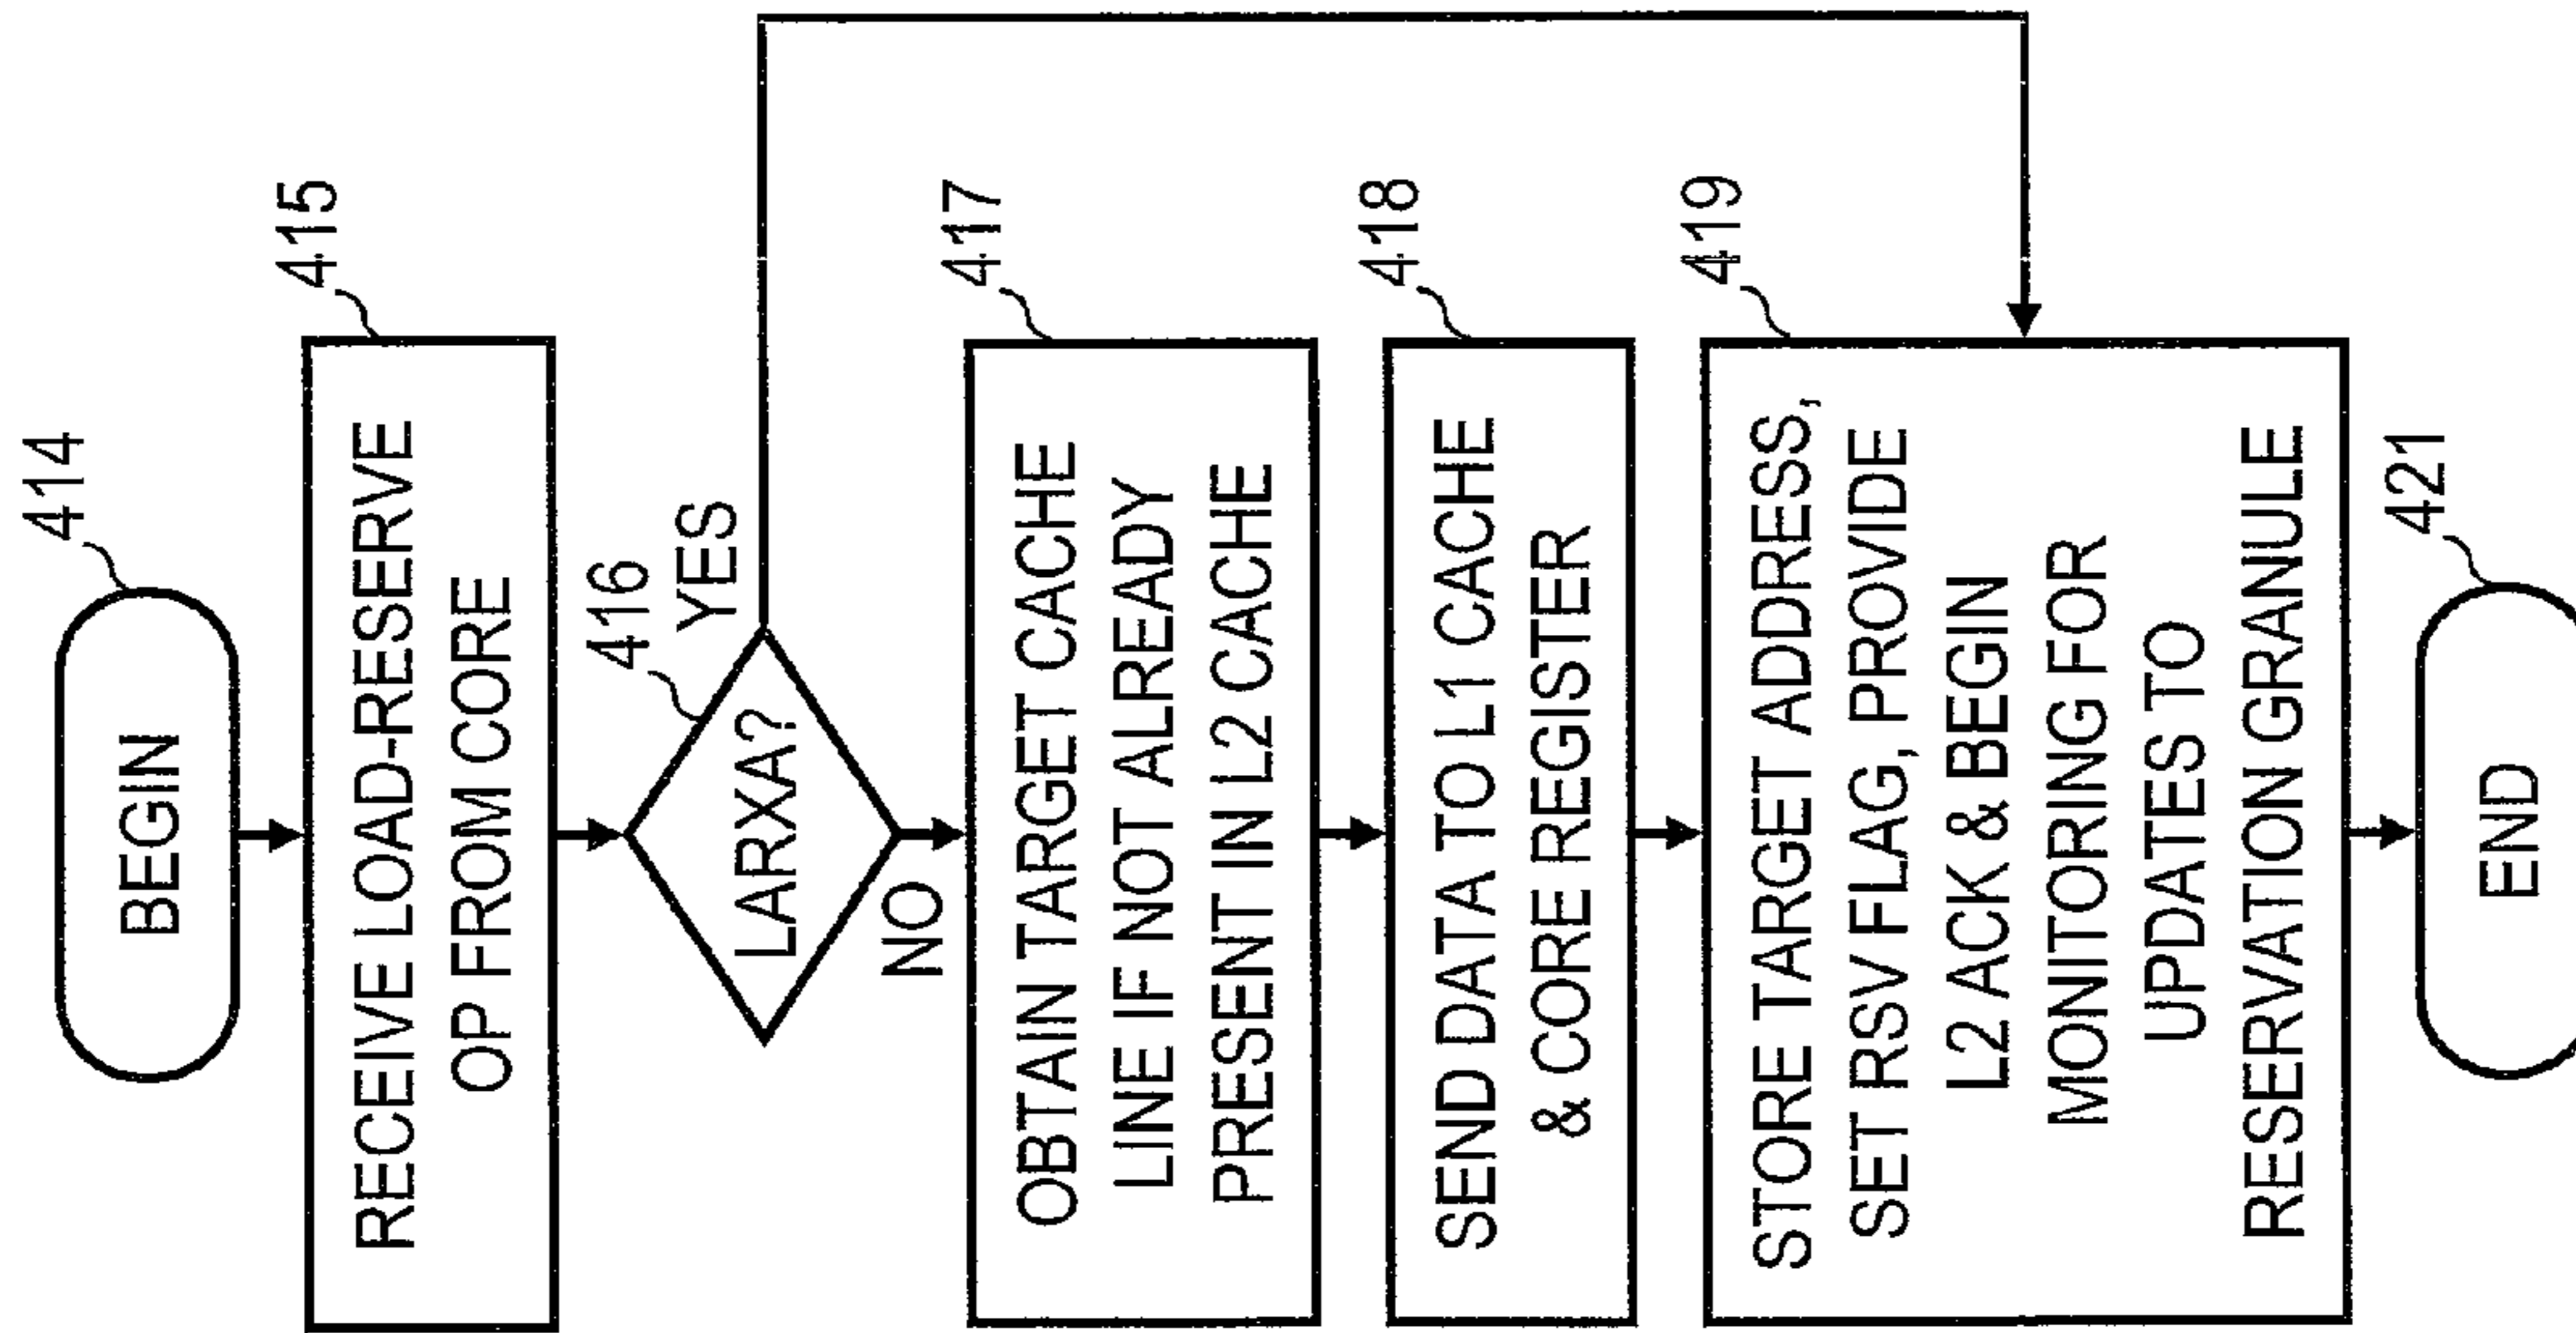 414
BEGIN
415
RECEIVE LOAD-RESERVE
OP FROM CORE
416
LARXA?
YES
NO
417
OBTAIN TARGET CACHE
LINE IF NOT ALREADY
PRESENT IN L2 CACHE
418
SEND DATA TO L1 CACHE
& CORE REGISTER
419
STORE TARGET ADDRESS,
SET RSV FLAG, PROVIDE
L2 ACK & BEGIN
MONITORING FOR
UPDATES TO
RESERVATION GRANULE
421
END